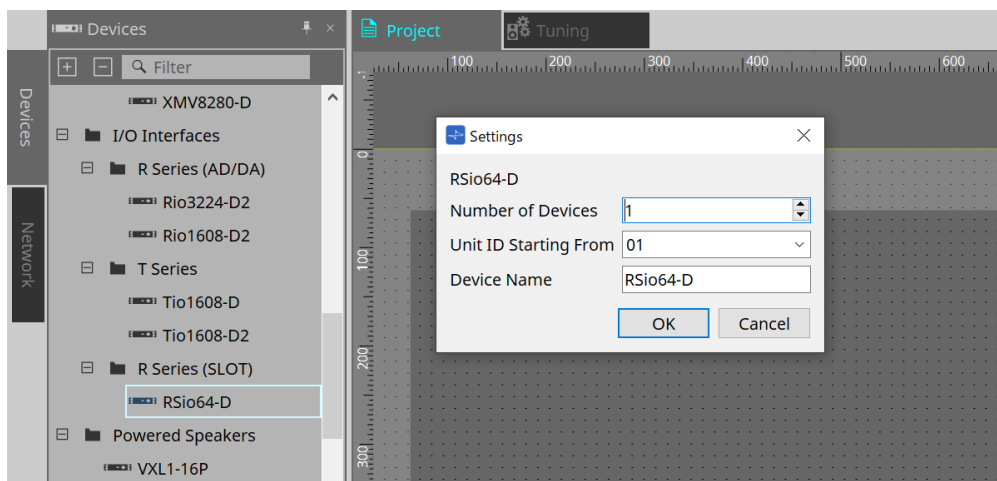 Devices
Project
Tuning
Filter
100 200 300 400 500 600
Devices
Network
XMV8280-D
I/O Interfaces
R Series (AD/DA)
Rio3224-D2
Rio1608-D2
T Series
Tio1608-D
Tio1608-D2
R Series (SLOT)
RSio64-D
Powered Speakers
VXL1-16P
0
100
200
300
Settings
RSio64-D
Number of Devices 1
Unit ID Starting From 01
Device Name RSio64-D
OK Cancel